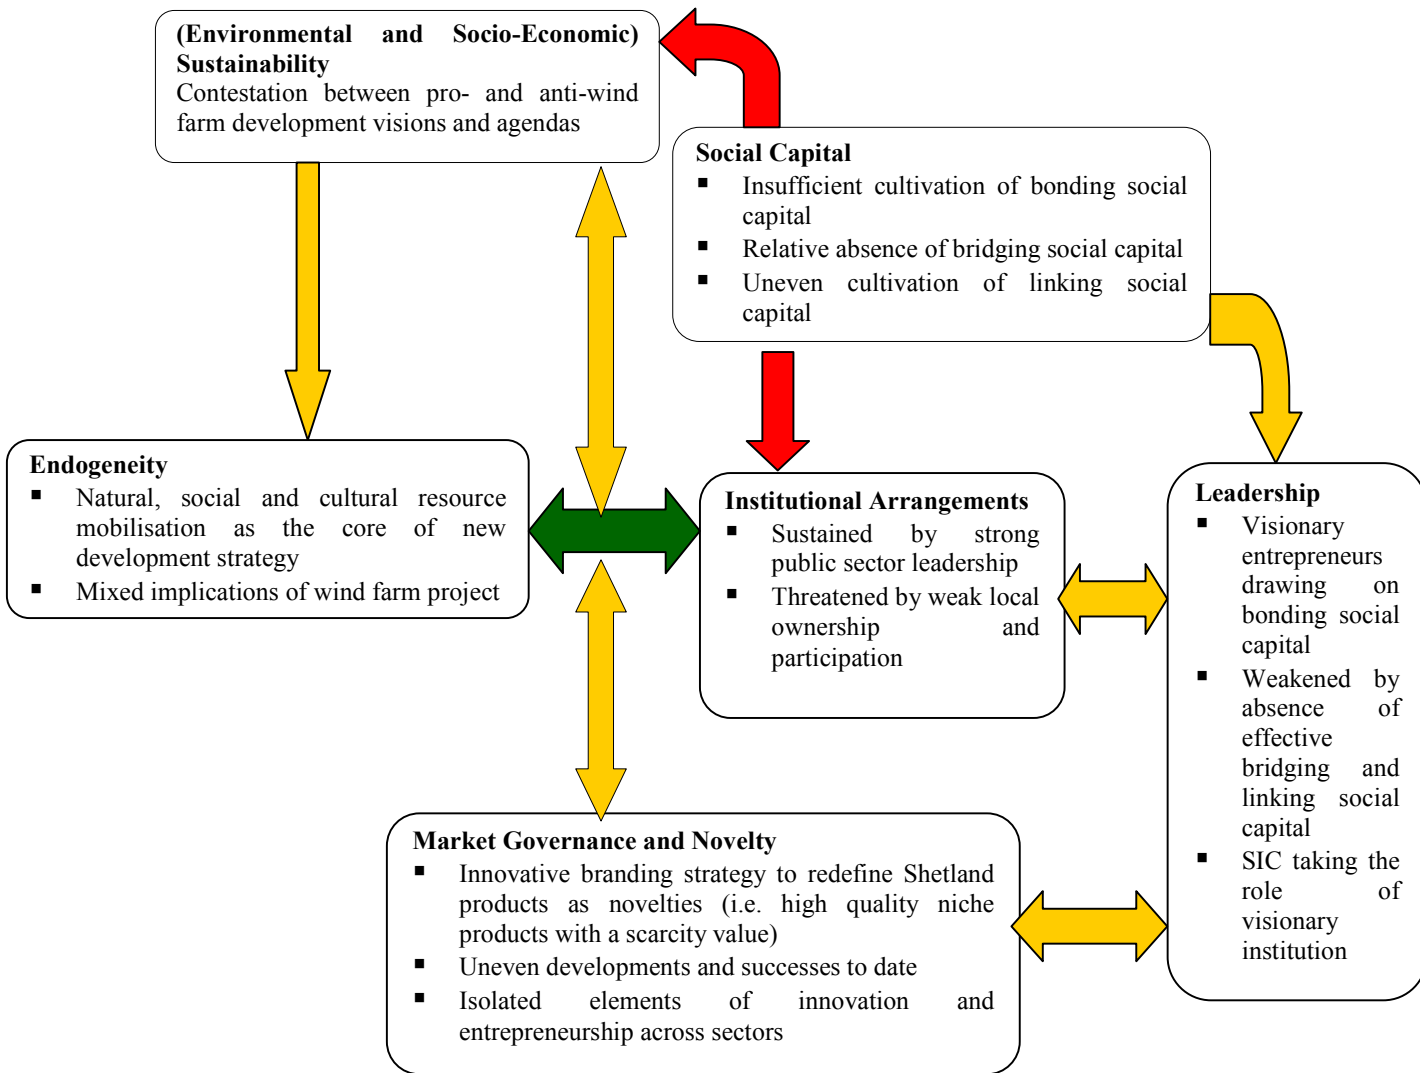 (Environmental and Socio-Economic)
Sustainability
Contestation between pro- and anti-wind
farm development visions and agendas
Social Capital
▪ Insufficient cultivation of bonding social
capital
▪ Relative absence of bridging social capital
▪ Uneven cultivation of linking social
capital
Endogeneity
▪ Natural, social and cultural resource
mobilisation as the core of new
development strategy
▪ Mixed implications of wind farm project
Institutional Arrangements
▪ Sustained by strong
public sector leadership
▪ Threatened by weak local
ownership and
participation
Leadership
▪ Visionary
entrepreneurs
drawing on
bonding social
capital
▪ Weakened by
absence of
effective
bridging and
linking social
capital
▪ SIC taking the
role of
visionary
institution
Market Governance and Novelty
▪ Innovative branding strategy to redefine Shetland
products as novelties (i.e. high quality niche
products with a scarcity value)
▪ Uneven developments and successes to date
▪ Isolated elements of innovation and
entrepreneurship across sectors